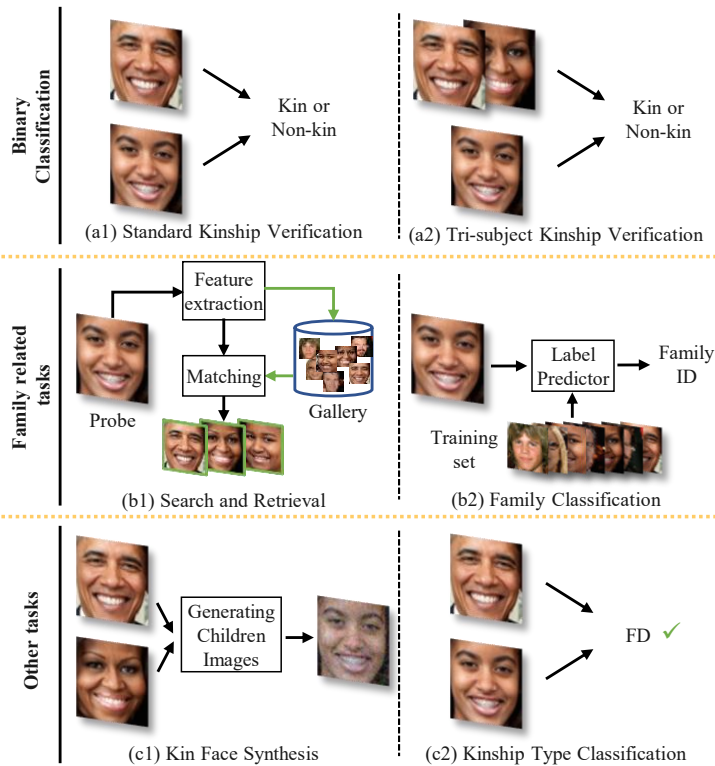 Binary
Classification
Kin or
Non-kin
(a1) Standard Kinship Verification
Kin or
Non-kin
(a2) Tri-subject Kinship Verification
Family related
tasks
Feature
extraction
Matching
Probe
Gallery
(b1) Search and Retrieval
Label
Predictor
Family
ID
Training
set
(b2) Family Classification
Other tasks
Generating
Children
Images
(c1) Kin Face Synthesis
FD ✓
(c2) Kinship Type Classification